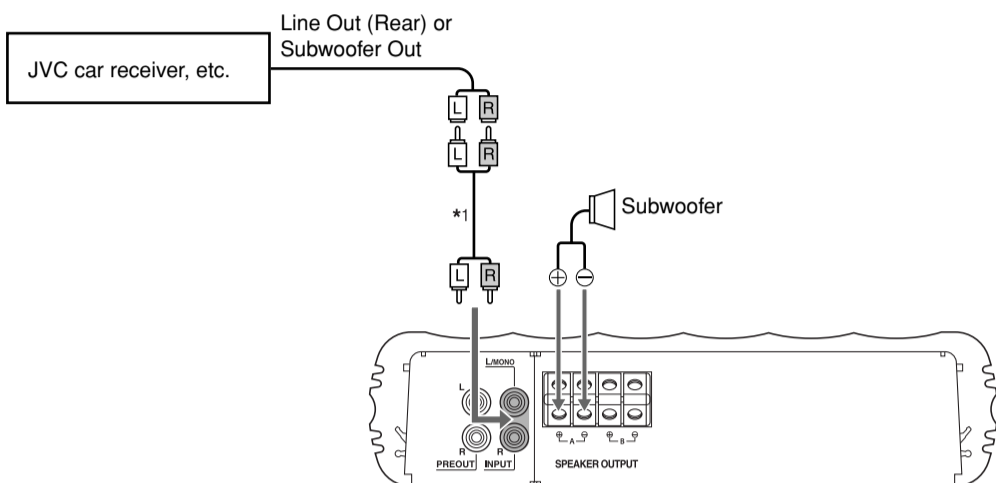 Line Out (Rear) or
Subwoofer Out
JVC car receiver, etc.
L R
L R
*1
Subwoofer
L R
⊕ ⊖
L/MONO
L
R R
⊕ A ⊖ ⊕ B ⊖
PREOUT INPUT SPEAKER OUTPUT